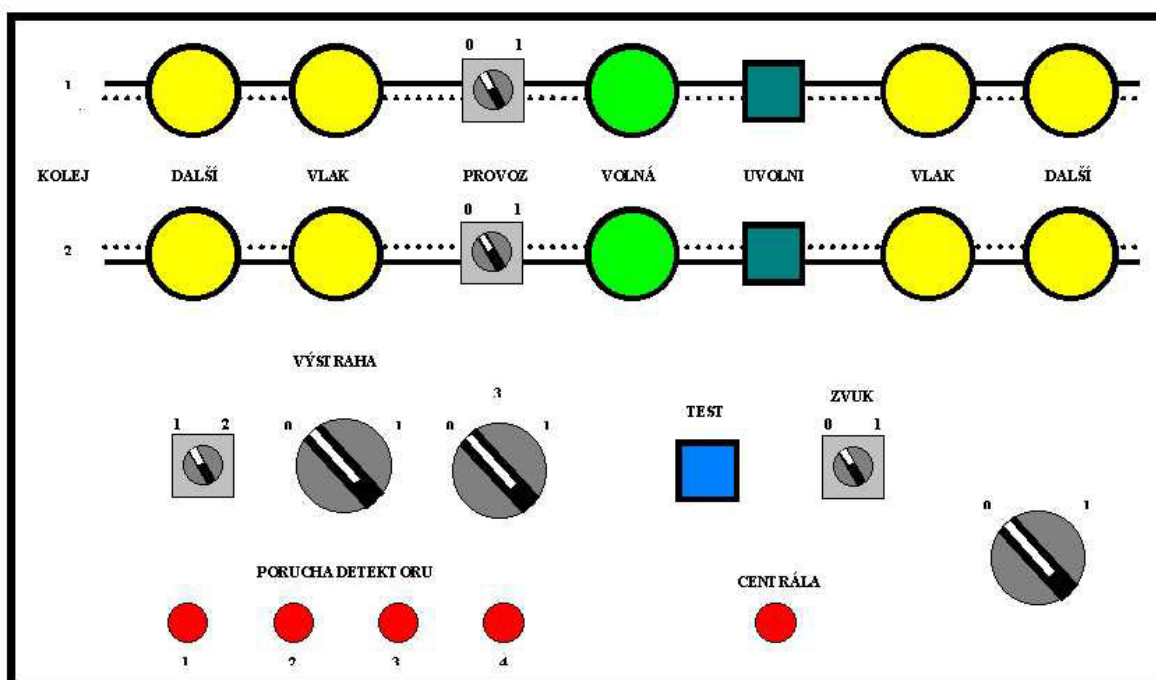 0 1
1
KOLEJ DALŠÍ VLAK PROVOZ VOLNÁ UVOLNI VLAK DALŠÍ
0 1
2
VÝSTRAHA
3 ZVUK
TEST
1 2 0 1 0 1 0 1
0 1
PORUCHA DETEKTORU CENTRÁLA
1 2 3 4